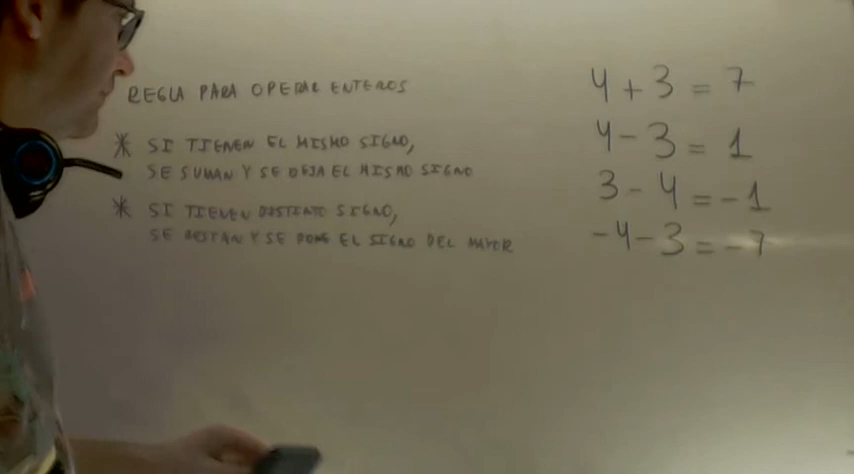 REGLA PARA OPERAR ENTEROS
* SI TIENEN EL MISMO SIGNO,
SE SUMAN Y SE DEJA EL MISMO SIGNO
* SI TIENEN DISTINTO SIGNO,
SE RESTAN Y SE PONE EL SIGNO DEL MAYOR
4 + 3 = 7
4 - 3 = 1
3 - 4 = -1
-4 - 3 = -7